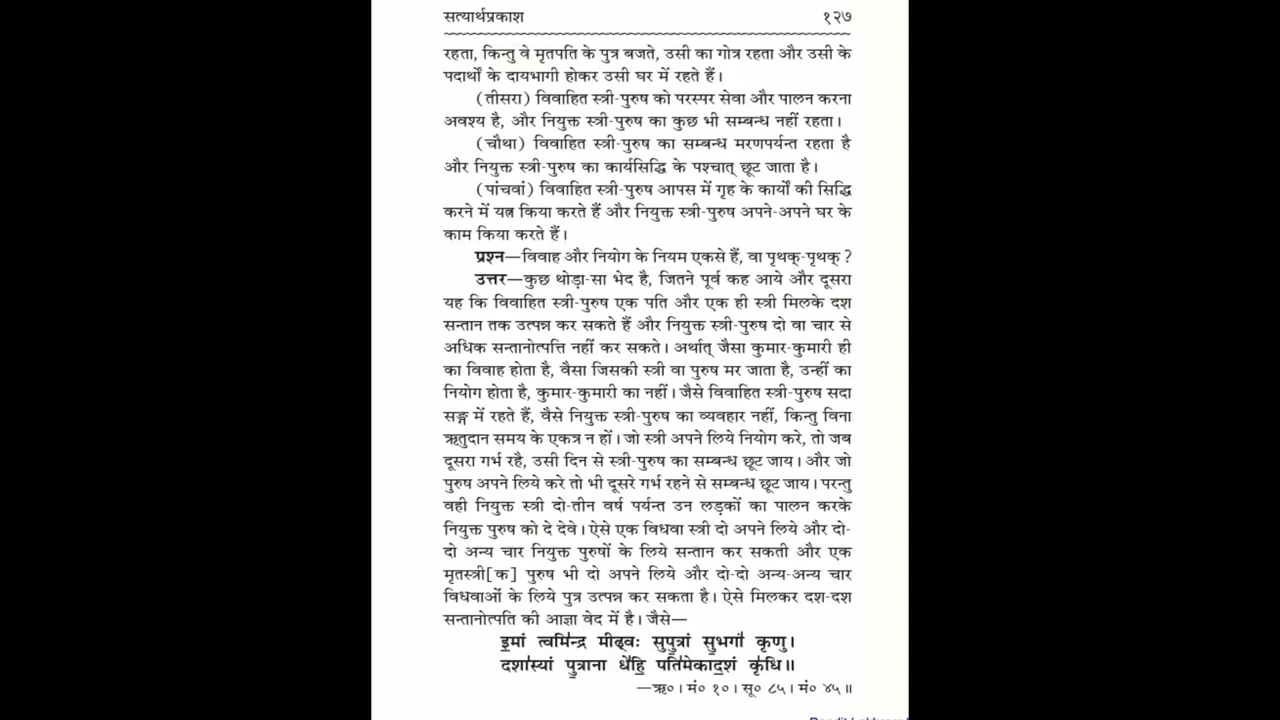 सत्यार्थप्रकाश १२७
रहता, किन्तु वे मृतपति के पुत्र बजते, उसी का गोत्र रहता और उसी के
पदार्थों के दायभागी होकर उसी घर में रहते हैं।
(तीसरा) विवाहित स्त्री-पुरुष को परस्पर सेवा और पालन करना
अवश्य है, और नियुक्त स्त्री-पुरुष का कुछ भी सम्बन्ध नहीं रहता।
(चौथा) विवाहित स्त्री-पुरुष का सम्बन्ध मरणपर्यन्त रहता है
और नियुक्त स्त्री-पुरुष का कार्यसिद्धि के पश्चात् छूट जाता है।
(पांचवां) विवाहित स्त्री-पुरुष आपस में गृह के कार्यों की सिद्धि
करने में यत्न किया करते हैं और नियुक्त स्त्री-पुरुष अपने-अपने घर के
काम किया करते हैं।
प्रश्न—विवाह और नियोग के नियम एकसे हैं, वा पृथक्-पृथक् ?
उत्तर—कुछ थोड़ा-सा भेद है, जितने पूर्व कह आये और दूसरा
यह कि विवाहित स्त्री-पुरुष एक पति और एक ही स्त्री मिलके दश
सन्तान तक उत्पन्न कर सकते हैं और नियुक्त स्त्री-पुरुष दो वा चार से
अधिक सन्तानोत्पत्ति नहीं कर सकते। अर्थात् जैसा कुमार-कुमारी ही
का विवाह होता है, वैसा जिसकी स्त्री वा पुरुष मर जाता है, उन्हीं का
नियोग होता है, कुमार-कुमारी का नहीं। जैसे विवाहित स्त्री-पुरुष सदा
सङ्ग में रहते हैं, वैसे नियुक्त स्त्री-पुरुष का व्यवहार नहीं, किन्तु विना
ऋतुदान समय के एकत्र न हों। जो स्त्री अपने लिये नियोग करे, तो जब
दूसरा गर्भ रहै, उसी दिन से स्त्री-पुरुष का सम्बन्ध छूट जाय। और जो
पुरुष अपने लिये करे तो भी दूसरे गर्भ रहने से सम्बन्ध छूट जाय। परन्तु
वही नियुक्त स्त्री दो-तीन वर्ष पर्यन्त उन लड़कों का पालन करके
नियुक्त पुरुष को दे देवे। ऐसे एक विधवा स्त्री दो अपने लिये और दो-
दो अन्य चार नियुक्त पुरुषों के लिये सन्तान कर सकती और एक
मृतस्त्री[क] पुरुष भी दो अपने लिये और दो-दो अन्य-अन्य चार
विधवाओं के लिये पुत्र उत्पन्न कर सकता है। ऐसे मिलकर दश-दश
सन्तानोत्पति की आज्ञा वेद में है। जैसे—
इ॒मां त्वमि॑न्द्र मीढ्वः सुपु॒त्रां सु॒भगां॑ कृणु।
दशा॑स्यां पु॒त्राना धे॑हि॒ पति॑मेकाद॒शं कृ॑धि॥
—ऋ०। मं० १०। सू० ८५। मं० ४५॥